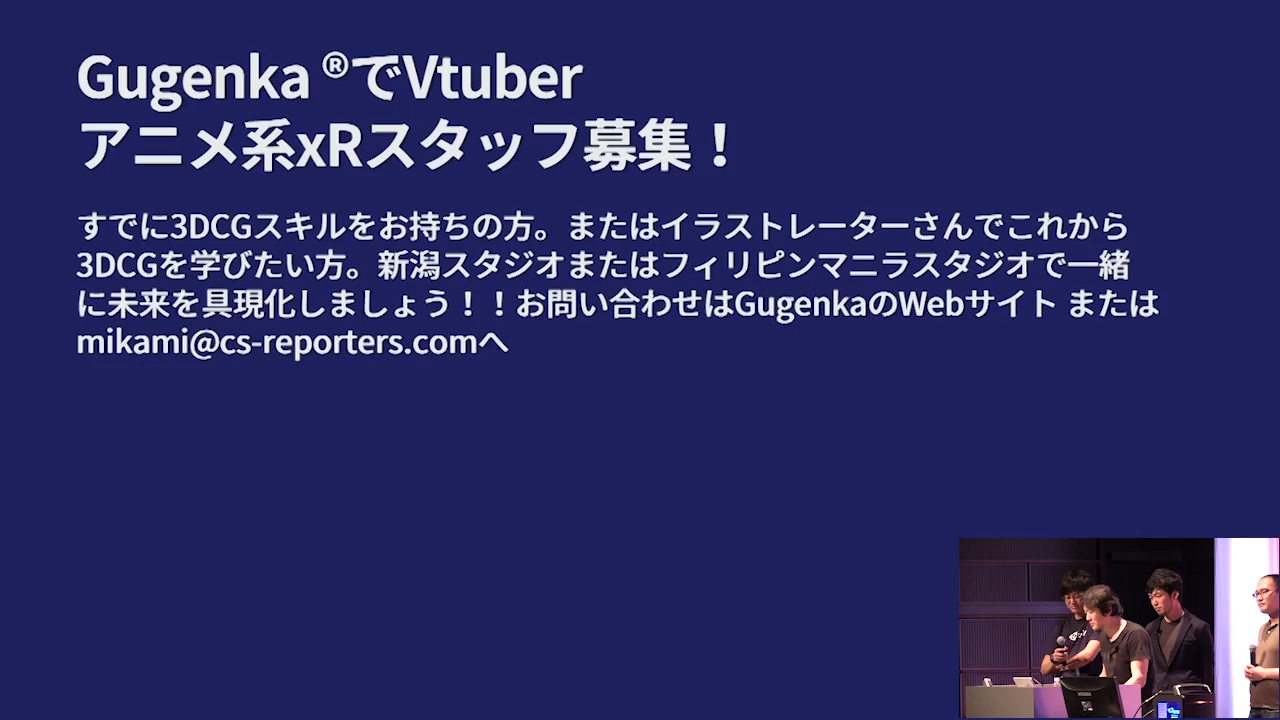 Gugenka ®でVtuber
アニメ系xRスタッフ募集！
すでに3DCGスキルをお持ちの方。またはイラストレーターさんでこれから
3DCGを学びたい方。新潟スタジオまたはフィリピンマニラスタジオで一緒
に未来を具現化しましょう！！お問い合わせはGugenkaのWebサイト または
mikami@cs-reporters.comへ